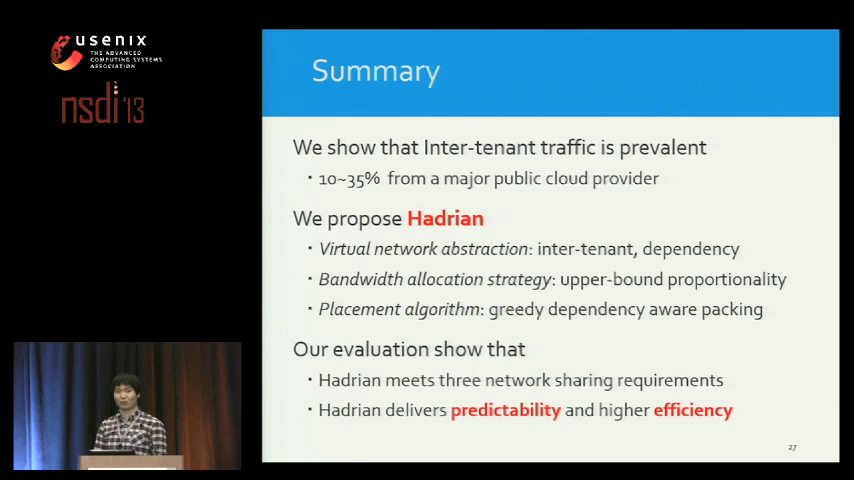 usenix
THE ADVANCED
COMPUTING SYSTEMS
ASSOCIATION
nsdi '13
Summary
We show that Inter-tenant traffic is prevalent
• 10~35% from a major public cloud provider
We propose Hadrian
• Virtual network abstraction: inter-tenant, dependency
• Bandwidth allocation strategy: upper-bound proportionality
• Placement algorithm: greedy dependency aware packing
Our evaluation show that
• Hadrian meets three network sharing requirements
• Hadrian delivers predictability and higher efficiency
27